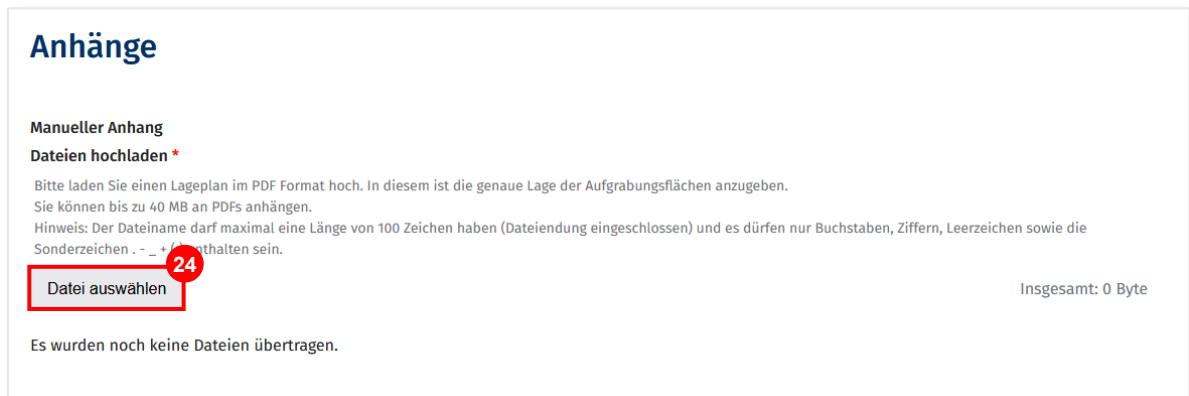 Anhänge
Manueller Anhang
Dateien hochladen *
Bitte laden Sie einen Lageplan im PDF Format hoch. In diesem ist die genaue Lage der Aufgrabungsflächen anzugeben.
Sie können bis zu 40 MB an PDFs anhängen.
Hinweis: Der Dateiname darf maximal eine Länge von 100 Zeichen haben (Dateiendung eingeschlossen) und es dürfen nur Buchstaben, Ziffern, Leerzeichen sowie die
Sonderzeichen . - _ + ( enthalten sein.
24
Datei auswählen
Insgesamt: 0 Byte
Es wurden noch keine Dateien übertragen.